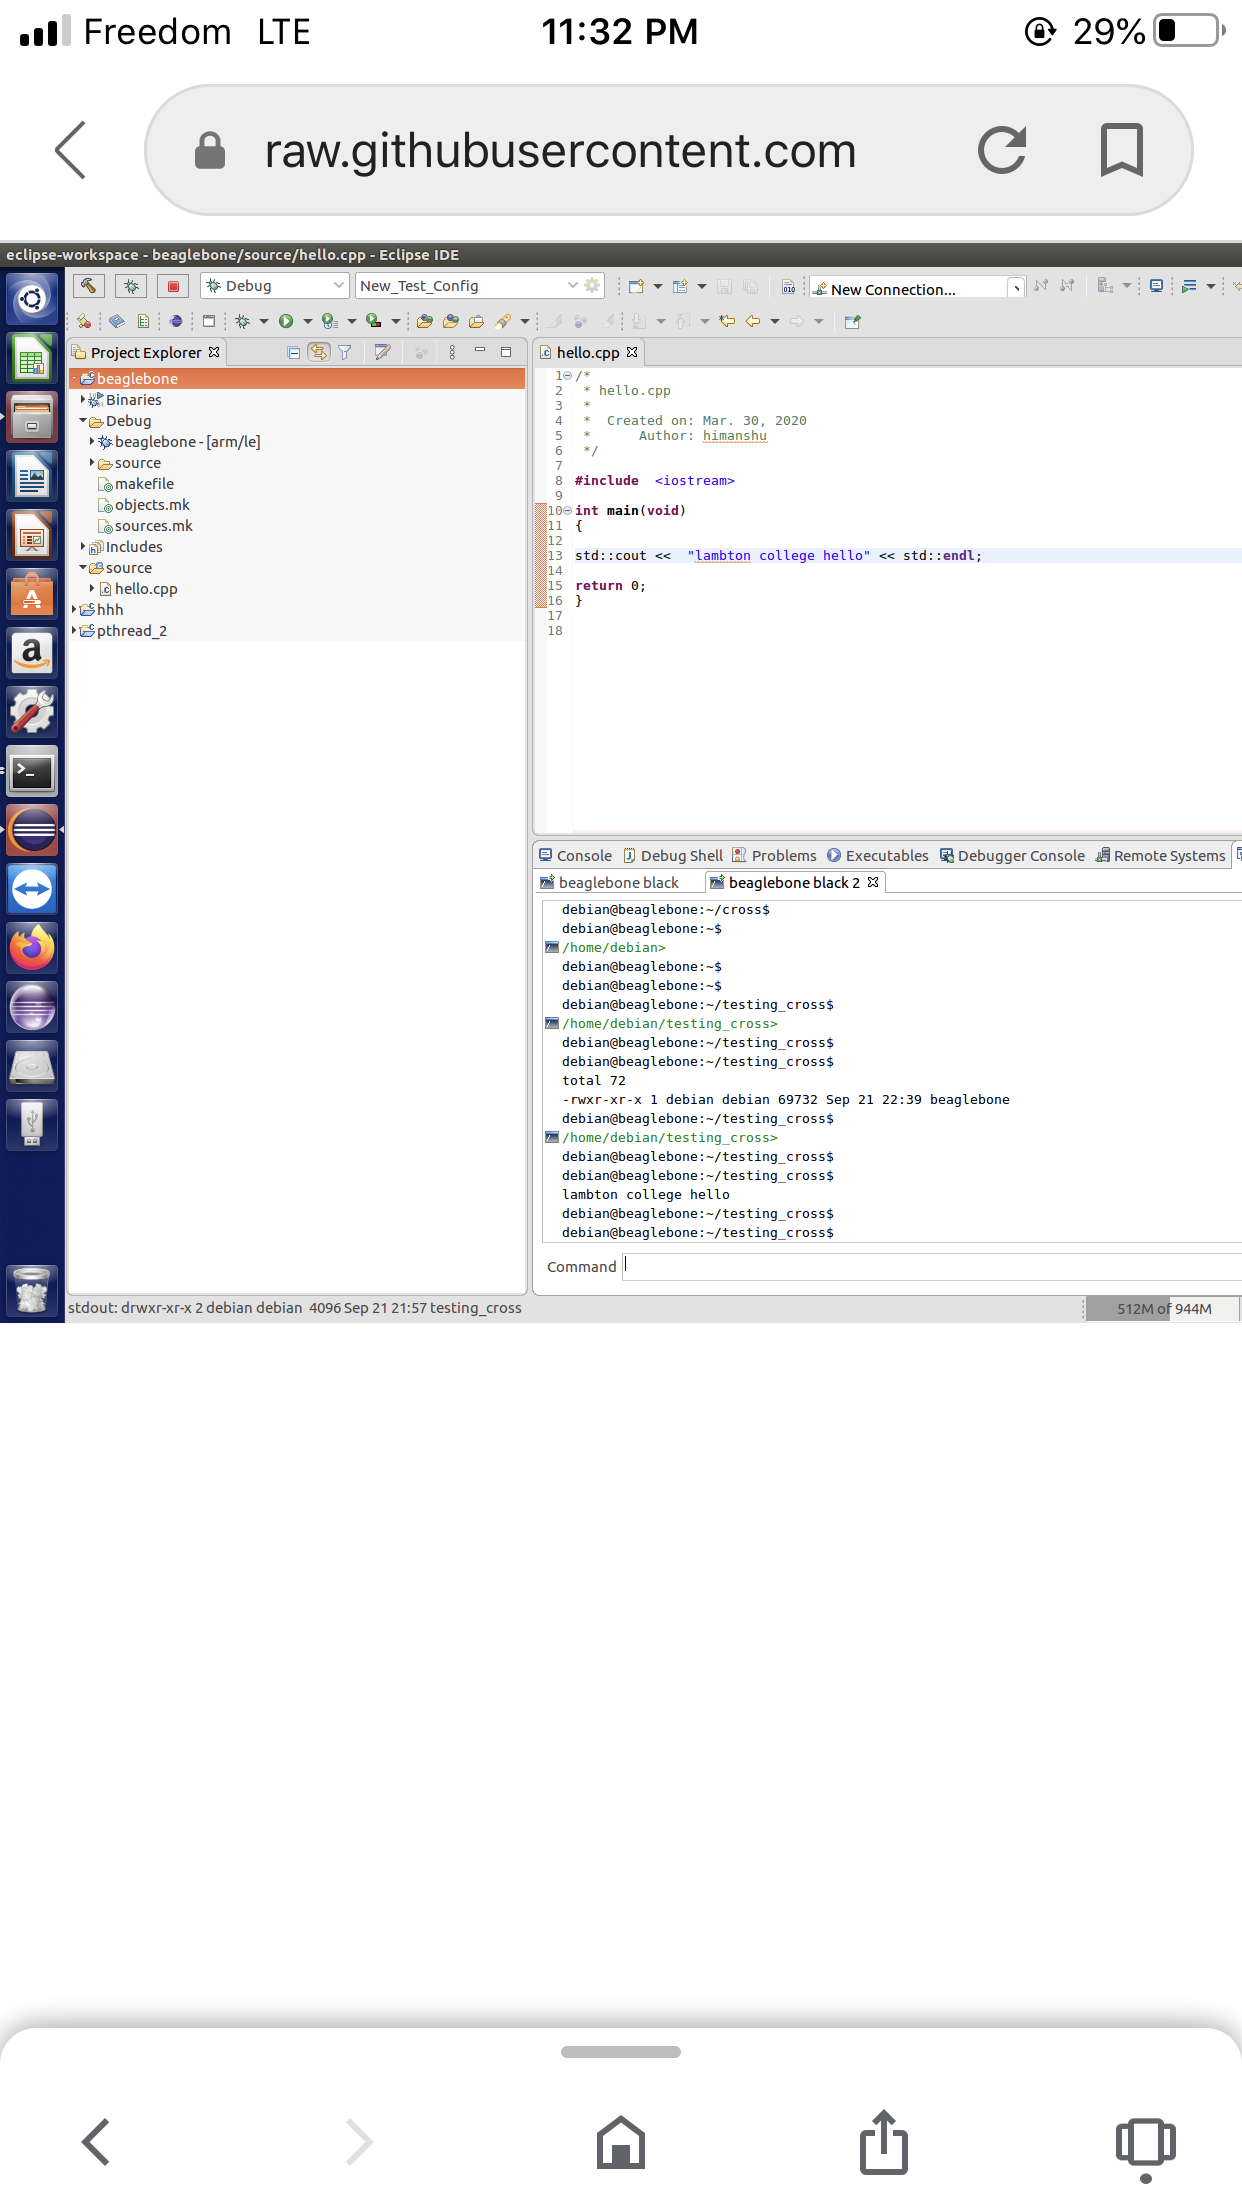 Freedom LTE 11:32 PM 29%
raw.githubusercontent.com
eclipse-workspace - beaglebone/source/hello.cpp - Eclipse IDE
Debug New_Test_Config New Connection...
Project Explorer
beaglebone
Binaries
Debug
beaglebone - [arm/le]
source
makefile
objects.mk
sources.mk
Includes
source
hello.cpp
hhh
pthread_2
hello.cpp
1 /*
2 * hello.cpp
3 *
4 * Created on: Mar. 30, 2020
5 * Author: himanshu
6 */
7
8 #include <iostream>
9
10 int main(void)
11 {
12
13 std::cout << "lambton college hello" << std::endl;
14
15 return 0;
16 }
17
18
Console Debug Shell Problems Executables Debugger Console Remote Systems
beaglebone black beaglebone black 2
debian@beaglebone:~/cross$
debian@beaglebone:~$
/home/debian>
debian@beaglebone:~$
debian@beaglebone:~$
debian@beaglebone:~/testing_cross$
/home/debian/testing_cross>
debian@beaglebone:~/testing_cross$
debian@beaglebone:~/testing_cross$
total 72
-rwxr-xr-x 1 debian debian 69732 Sep 21 22:39 beaglebone
debian@beaglebone:~/testing_cross$
/home/debian/testing_cross>
debian@beaglebone:~/testing_cross$
debian@beaglebone:~/testing_cross$
lambton college hello
debian@beaglebone:~/testing_cross$
debian@beaglebone:~/testing_cross$
Command
stdout: drwxr-xr-x 2 debian debian 4096 Sep 21 21:57 testing_cross
512M of 944M